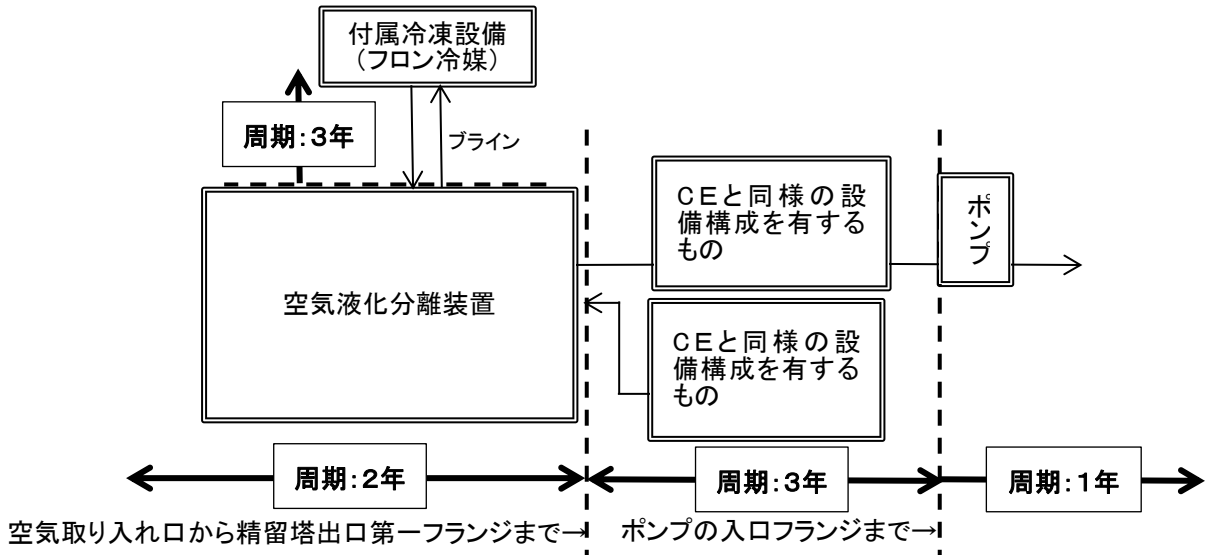 付属冷凍設備
(フロン冷媒)
周期:3年
ブライン
CEと同様の設
備構成を有する
もの
ポンプ
空気液化分離装置
CEと同様の設
備構成を有する
もの
周期:2年
周期:3年
周期:1年
空気取り入れ口から精留塔出口第一フランジまで→
ポンプの入口フランジまで→